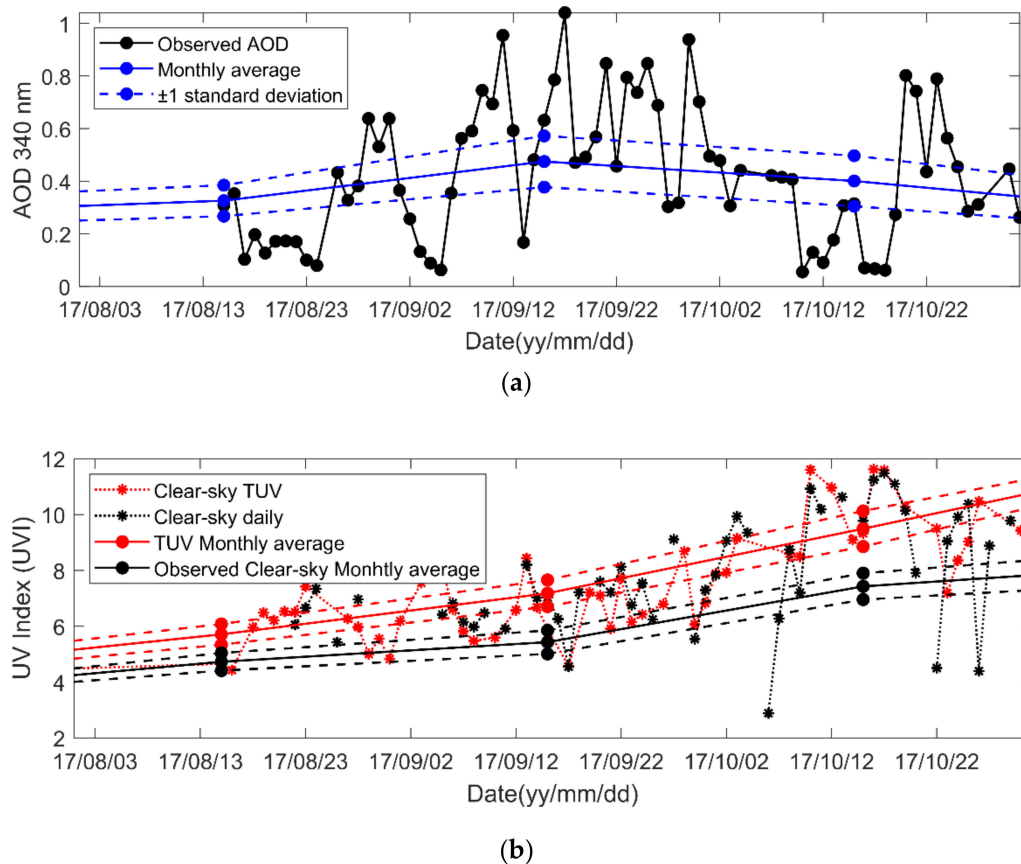 1
0.8
0.6
0.4
0.2
0
AOD 340 nm
Observed AOD
Monthly average
±1 standard deviation
17/08/03 17/08/13 17/08/23 17/09/02 17/09/12 17/09/22 17/10/02 17/10/12 17/10/22
Date(yy/mm/dd)
(a)
12
10
8
6
4
2
UV Index (UVI)
Clear-sky TUV
Clear-sky daily
TUV Monthly average
Observed Clear-sky Monhtly average
17/08/03 17/08/13 17/08/23 17/09/02 17/09/12 17/09/22 17/10/02 17/10/12 17/10/22
Date(yy/mm/dd)
(b)